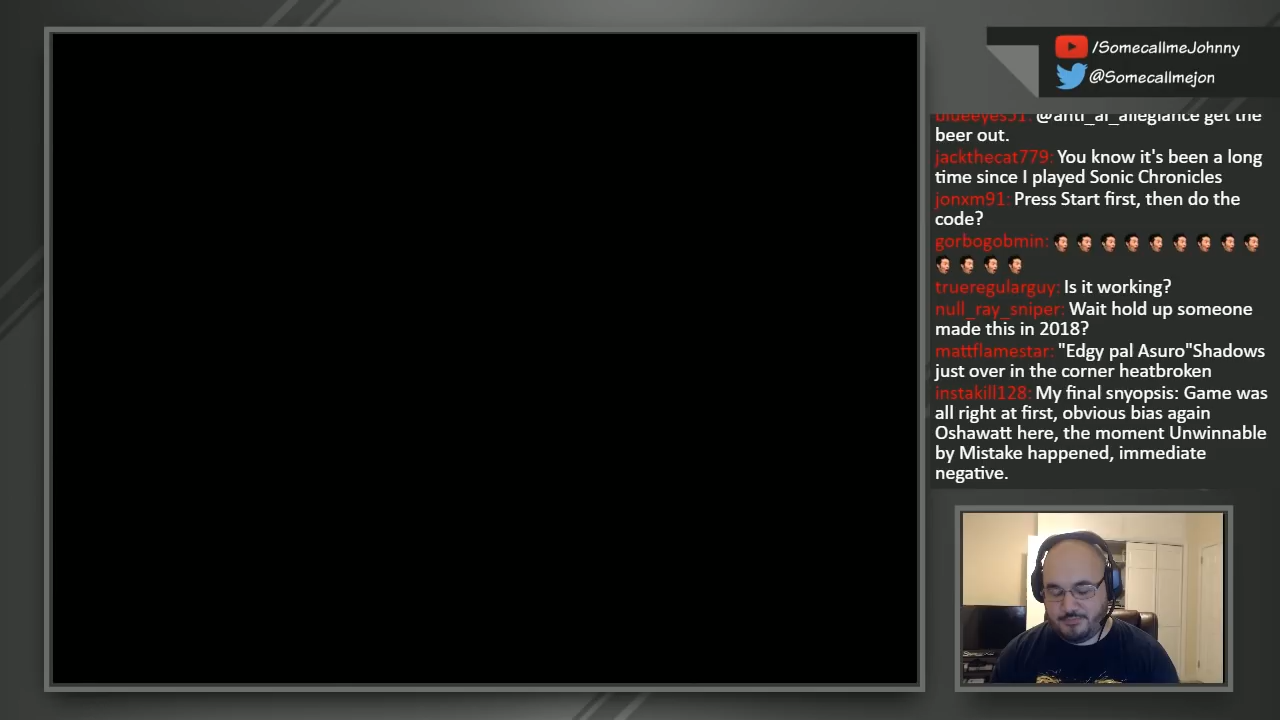 /SomecallmeJohnny
@Somecallmejon
blueeyes51: @anti_ai_allegiance get the
beer out.
jackthecat779: You know it's been a long
time since I played Sonic Chronicles
jonxm91: Press Start first, then do the
code?
gorbogobmin:
trueregularguy: Is it working?
null_ray_sniper: Wait hold up someone
made this in 2018?
mattflamestar: "Edgy pal Asuro"Shadows
just over in the corner heatbroken
instakill128: My final snyopsis: Game was
all right at first, obvious bias again
Oshawatt here, the moment Unwinnable
by Mistake happened, immediate
negative.